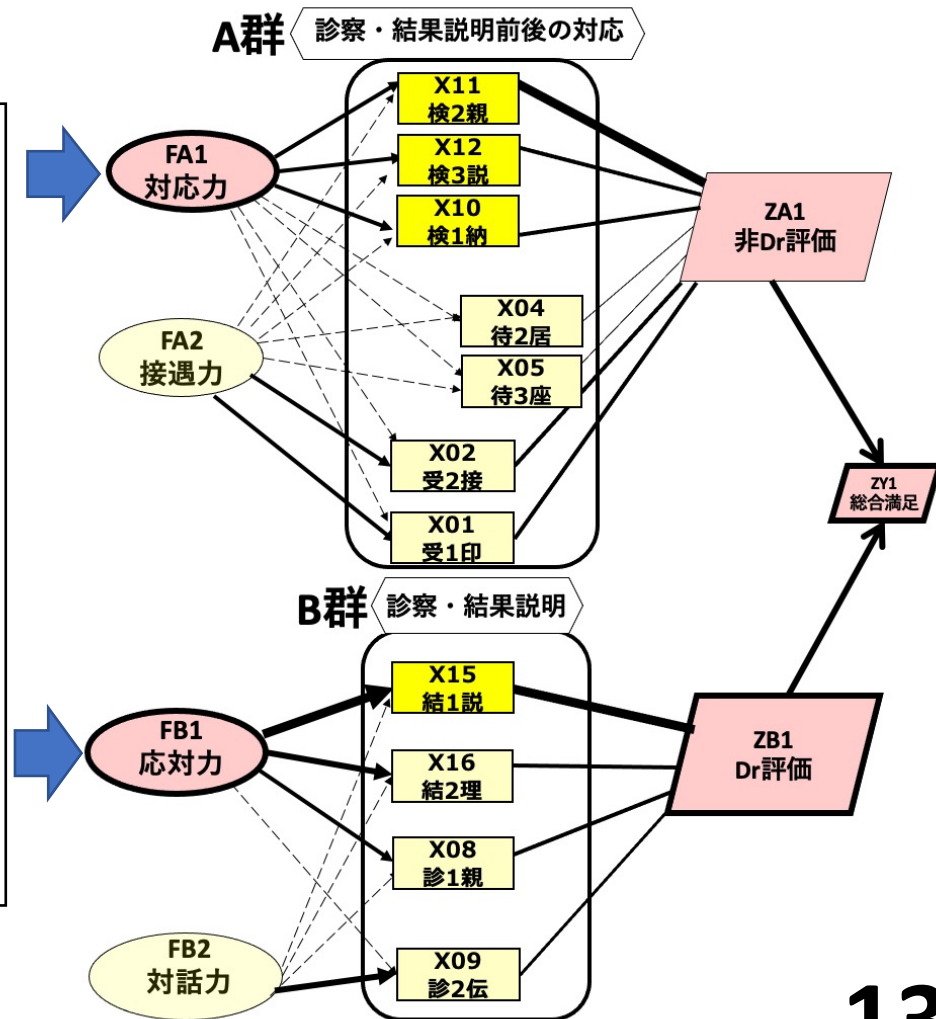 A群
診察・結果説明前後の対応
FA1
対応力
FA2
接遇力
X11
検2親
X12
検3説
X10
検1納
X04
待2居
X05
待3座
X02
受2接
X01
受1印
ZA1
非Dr評価
ZY1
総合満足
B群
診察・結果説明
FB1
応対力
FB2
対話力
X15
結1説
X16
結2理
X08
診1親
X09
診2伝
ZB1
Dr評価
13